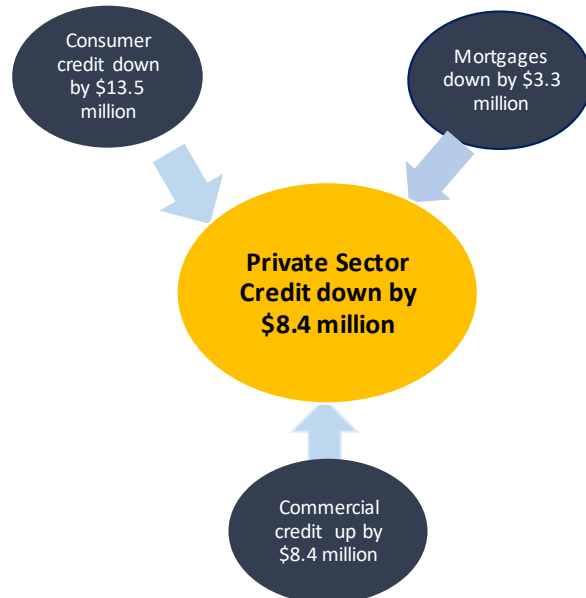 Consumer
credit down
by $13.5
million
Mortgages
down by $3.3
million
Private Sector
Credit down by
$8.4 million
Commercial
credit up by
$8.4 million